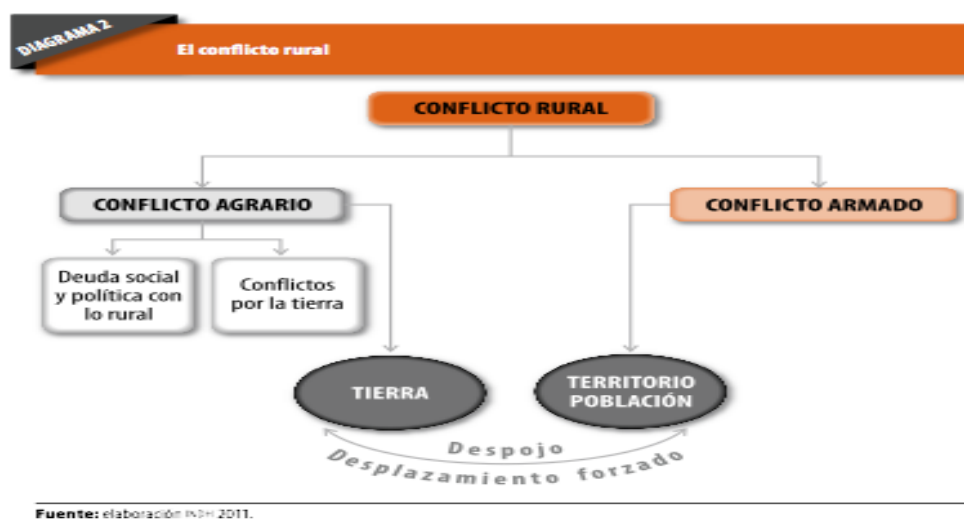 DIAGRAMA 2
El conflicto rural
CONFLICTO RURAL
CONFLICTO AGRARIO
CONFLICTO ARMADO
Deuda social
y política con
lo rural
Conflictos
por la tierra
TIERRA
TERRITORIO
POBLACIÓN
Despojo
Desplazamiento forzado
Fuente: elaboración INDH 2011.